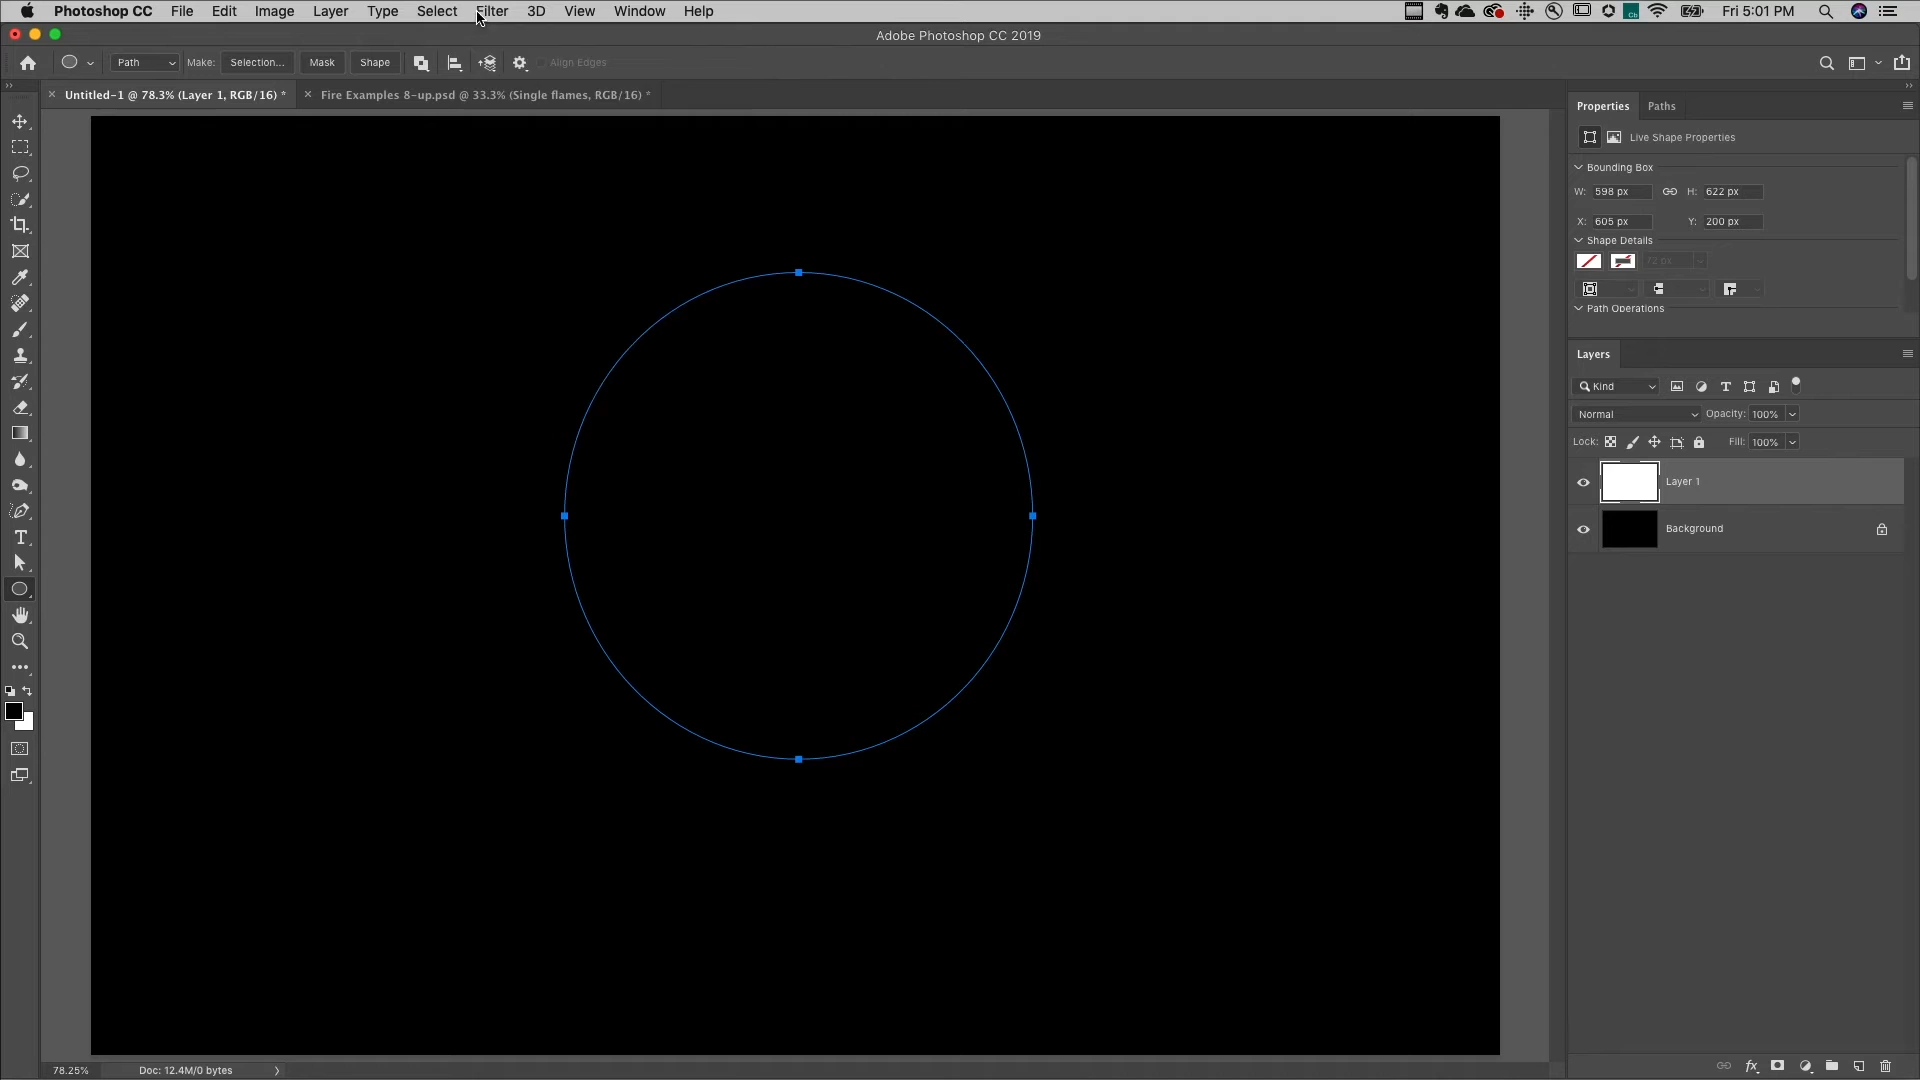 Photoshop CC File Edit Image Layer Type Select Filter 3D View Window Help Fri 5:01 PM
Adobe Photoshop CC 2019
Path Make: Selection... Mask Shape Align Edges
Untitled-1 @ 78.3% (Layer 1, RGB/16) * Fire Examples 8-up.psd @ 33.3% (Single flames, RGB/16) *
Properties Paths
Live Shape Properties
Bounding Box
W: 598 px H: 622 px
X: 605 px Y: 200 px
Shape Details
72 px
Path Operations
Layers
Kind
Normal Opacity: 100%
Lock: Fill: 100%
Layer 1
Background
78.25% Doc: 12.4M/0 bytes